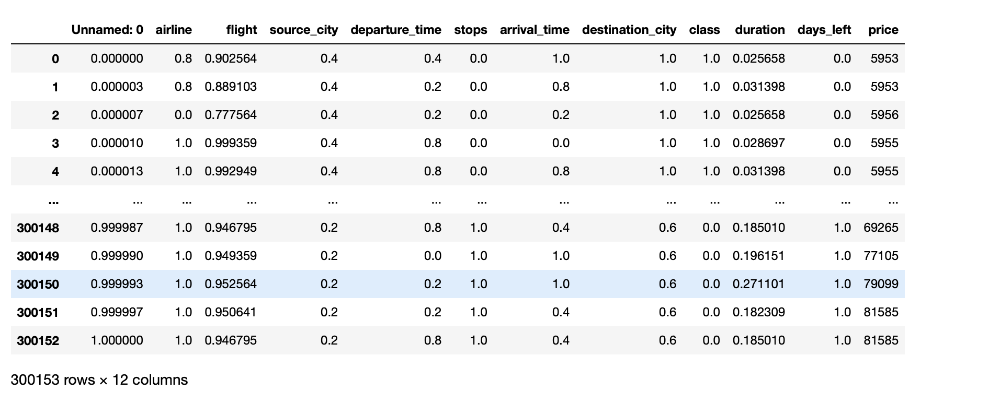 Unnamed: 0 airline flight source_city departure_time stops arrival_time destination_city class duration days_left price
0 0.000000 0.8 0.902564 0.4 0.4 0.0 1.0 1.0 1.0 0.025658 0.0 5953
1 0.000003 0.8 0.889103 0.4 0.2 0.0 0.8 1.0 1.0 0.031398 0.0 5953
2 0.000007 0.0 0.777564 0.4 0.2 0.0 0.2 1.0 1.0 0.025658 0.0 5956
3 0.000010 1.0 0.999359 0.4 0.8 0.0 0.0 1.0 1.0 0.028697 0.0 5955
4 0.000013 1.0 0.992949 0.4 0.8 0.0 0.8 1.0 1.0 0.031398 0.0 5955
... ... ... ... ... ... ... ... ... ... ... ... ...
300148 0.999987 1.0 0.946795 0.2 0.8 1.0 0.4 0.6 0.0 0.185010 1.0 69265
300149 0.999990 1.0 0.949359 0.2 0.0 1.0 1.0 0.6 0.0 0.196151 1.0 77105
300150 0.999993 1.0 0.952564 0.2 0.2 1.0 1.0 0.6 0.0 0.271101 1.0 79099
300151 0.999997 1.0 0.950641 0.2 0.2 1.0 0.4 0.6 0.0 0.182309 1.0 81585
300152 1.000000 1.0 0.946795 0.2 0.8 1.0 0.4 0.6 0.0 0.185010 1.0 81585
300153 rows × 12 columns